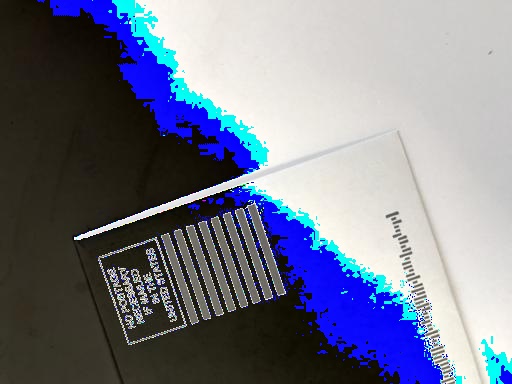 NO POSTAGE
NECESSARY
IF MAILED
IN THE
UNITED STATES